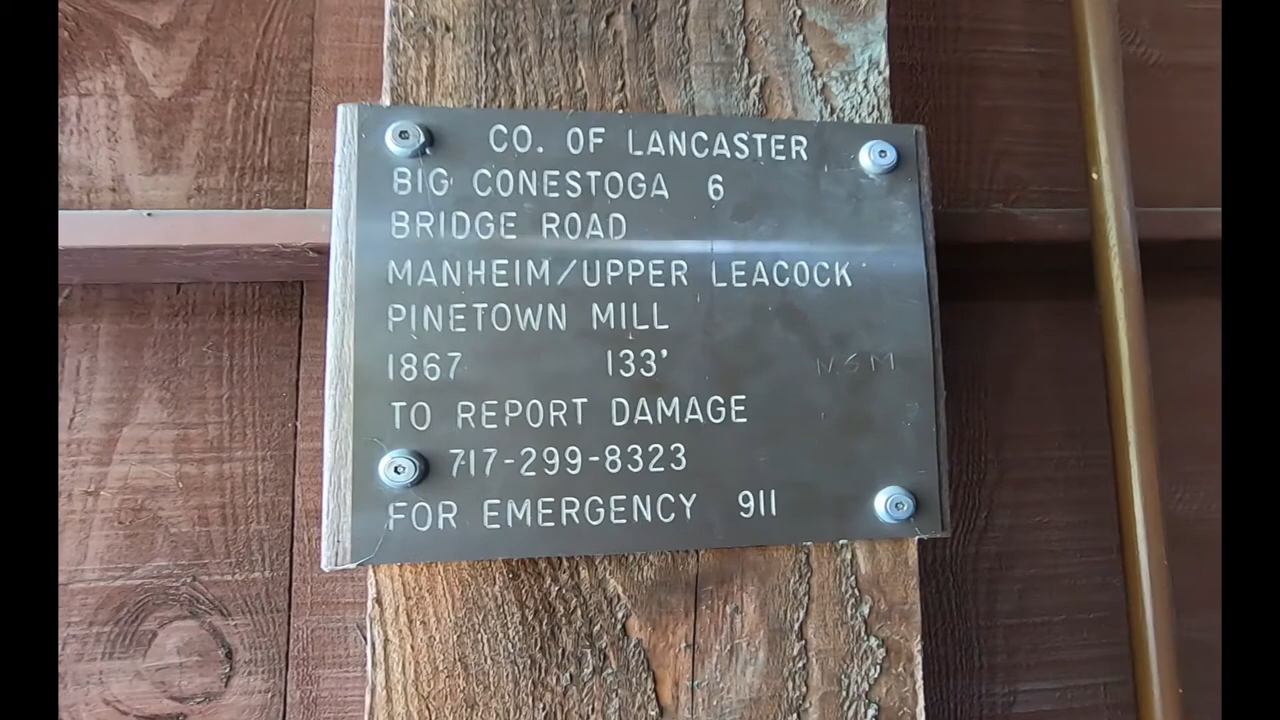 CO. OF LANCASTER
BIG CONESTOGA 6
BRIDGE ROAD
MANHEIM/UPPER LEACOCK
PINETOWN MILL
1867 133'
TO REPORT DAMAGE
717-299-8323
FOR EMERGENCY 911